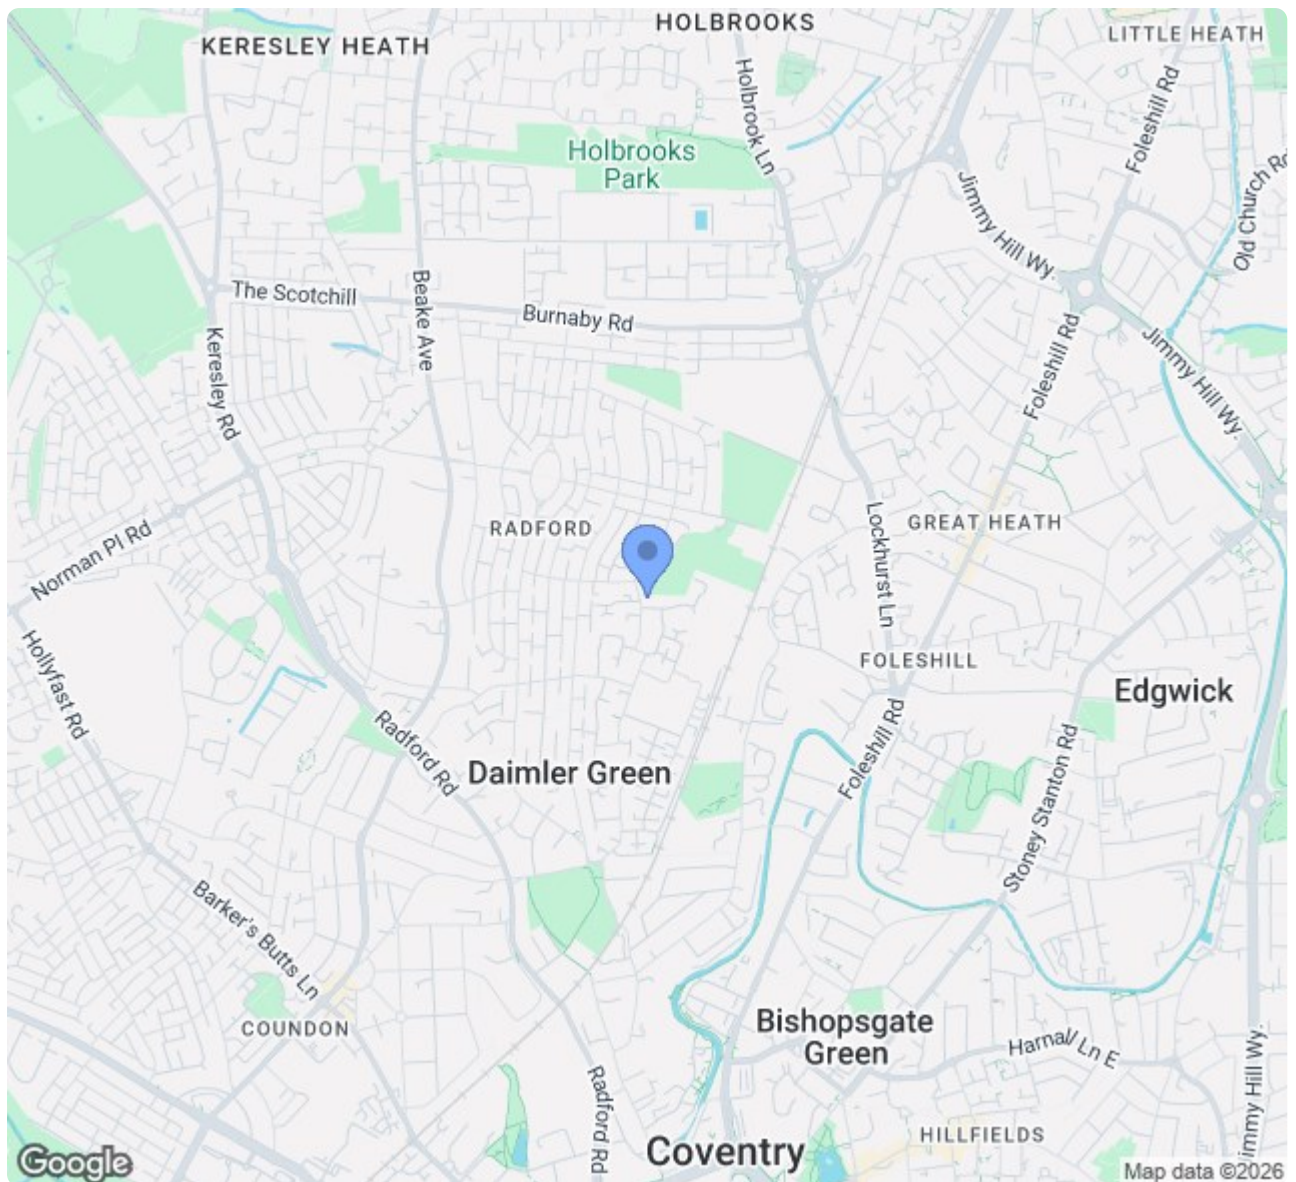 HOLBROOKS
LITTLE HEATH
KERESLEY HEATH
Holbrook Ln
Foleshill Rd
Holbrooks
Park
Jimmy Hill Wy.
Old Church Rd
The Scotchill
Beake Ave
Burnaby Rd
Keresley Rd
Foleshill Rd
Jimmy Hill Wy.
RADFORD
Lockhurst Ln
GREAT HEATH
Norman Pl Rd
Hollyfast Rd
FOLESHILL
Edgwick
Radford Rd
Daimler Green
Foleshill Rd
Stoney Stanton Rd
Barker's Butts Ln
COUNDON
Bishopsgate
Green
Harnall Ln E
Radford Rd
Jimmy Hill Wy.
HILLFIELDS
Coventry
Google
Map data ©2026